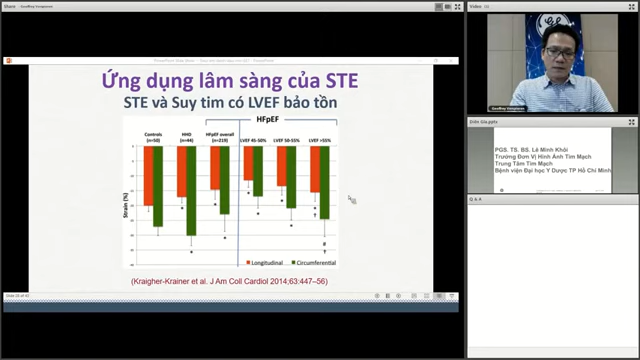 Share
Ứng dụng lâm sàng của STE
STE và Suy tim có LVEF bảo tồn
HFpEF
Controls
(n=50)
HHD
(n=44)
HFpEF overall
(n=219)
LVEF 45-50%
LVEF 50-55%
LVEF >55%
Strain (%)
Longitudinal
Circumferential
(Kraigher-Krainer et al. J Am Coll Cardiol 2014;63:447–56)
Video
Geoffrey Vonpourne
PGS. TS. BS. Lê Minh Khôi
Trưởng Đơn Vị Hình Ảnh Tim Mạch
Trung Tâm Tim Mạch
Bệnh viện Đại học Y Dược TP Hồ Chí Minh
Q & A